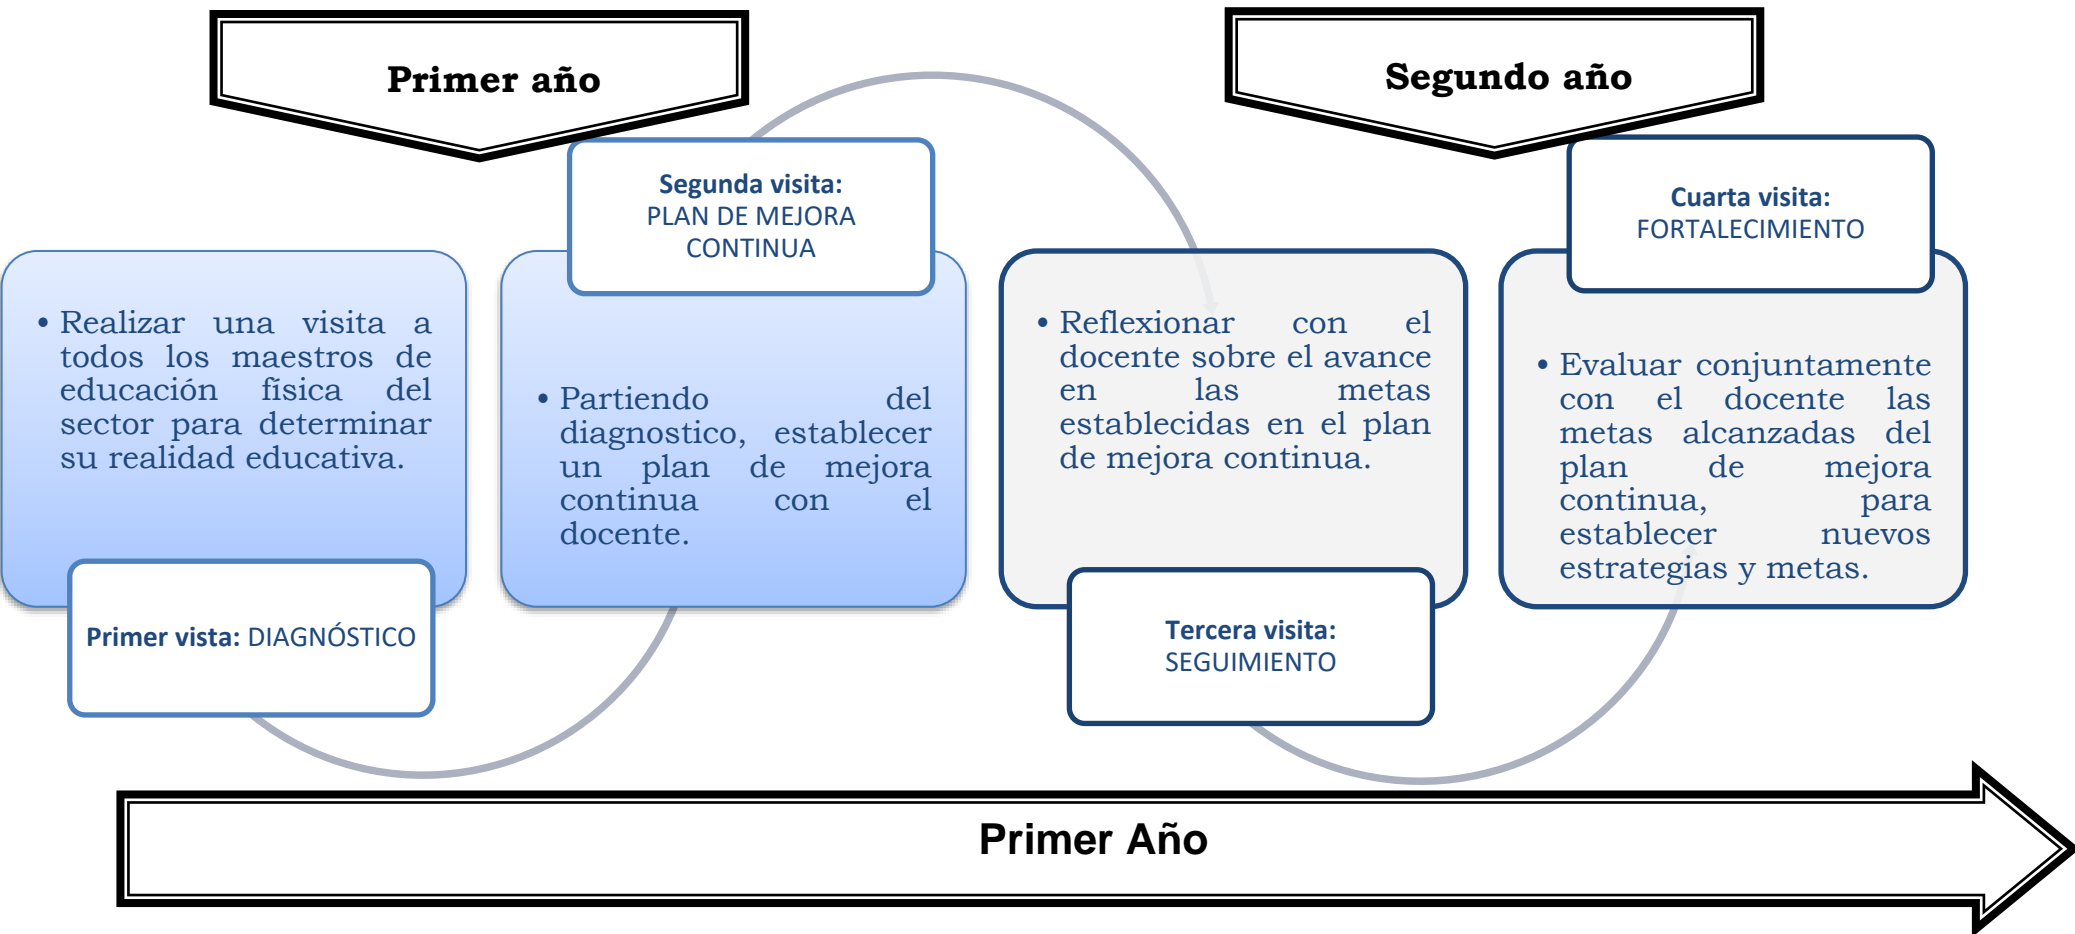 Primer año
Segundo año
Segunda visita:
PLAN DE MEJORA
CONTINUA
Cuarta visita:
FORTALECIMIENTO
• Realizar una visita a
todos los maestros de
educación física del
sector para determinar
su realidad educativa.
Primer vista: DIAGNÓSTICO
• Partiendo del
diagnostico, establecer
un plan de mejora
continua con el
docente.
• Reflexionar con el
docente sobre el avance
en las metas
establecidas en el plan
de mejora continua.
Tercera visita:
SEGUIMIENTO
• Evaluar conjuntamente
con el docente las
metas alcanzadas del
plan de mejora
continua, para
establecer nuevos
estrategias y metas.
Primer Año